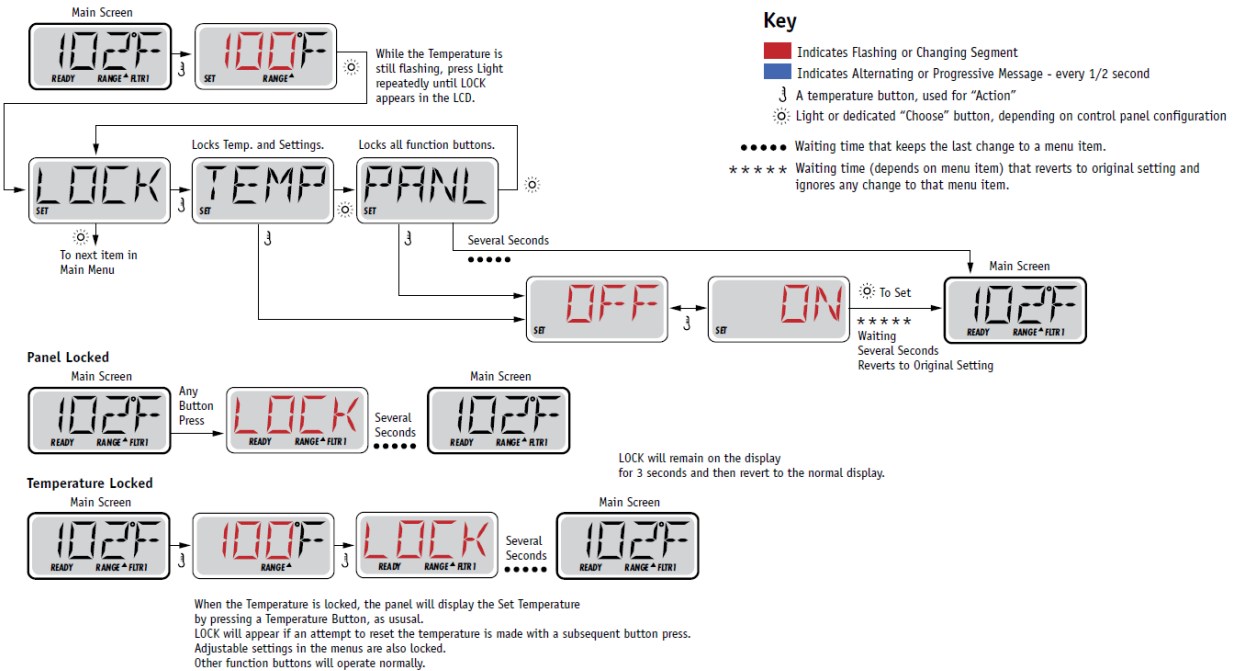 Main Screen
102°F
READY RANGE▲ FLTR1
100°F
SET RANGE▲
While the Temperature is
still flashing, press Light
repeatedly until LOCK
appears in the LCD.
Key
Indicates Flashing or Changing Segment
Indicates Alternating or Progressive Message - every 1/2 second
A temperature button, used for "Action"
Light or dedicated "Choose" button, depending on control panel configuration
••••• Waiting time that keeps the last change to a menu item.
***** Waiting time (depends on menu item) that reverts to original setting and
ignores any change to that menu item.
LOCK
SET
Locks Temp. and Settings.
TEMP
SET
Locks all function buttons.
PANL
SET
To next item in
Main Menu
Several Seconds
•••••
OFF
SET
ON
SET
To Set
*****
Waiting
Several Seconds
Reverts to Original Setting
Main Screen
102°F
READY RANGE▲ FLTR1
Panel Locked
Main Screen
102°F
READY RANGE▲ FLTR1
Any
Button
Press
LOCK
READY RANGE▲ FLTR1
Several
Seconds
•••••
Main Screen
102°F
READY RANGE▲ FLTR1
LOCK will remain on the display
for 3 seconds and then revert to the normal display.
Temperature Locked
Main Screen
102°F
READY RANGE▲ FLTR1
100°F
RANGE▲
LOCK
READY RANGE▲ FLTR1
Several
Seconds
•••••
Main Screen
102°F
READY RANGE▲ FLTR1
When the Temperature is locked, the panel will display the Set Temperature
by pressing a Temperature Button, as ususal.
LOCK will appear if an attempt to reset the temperature is made with a subsequent button press.
Adjustable settings in the menus are also locked.
Other function buttons will operate normally.